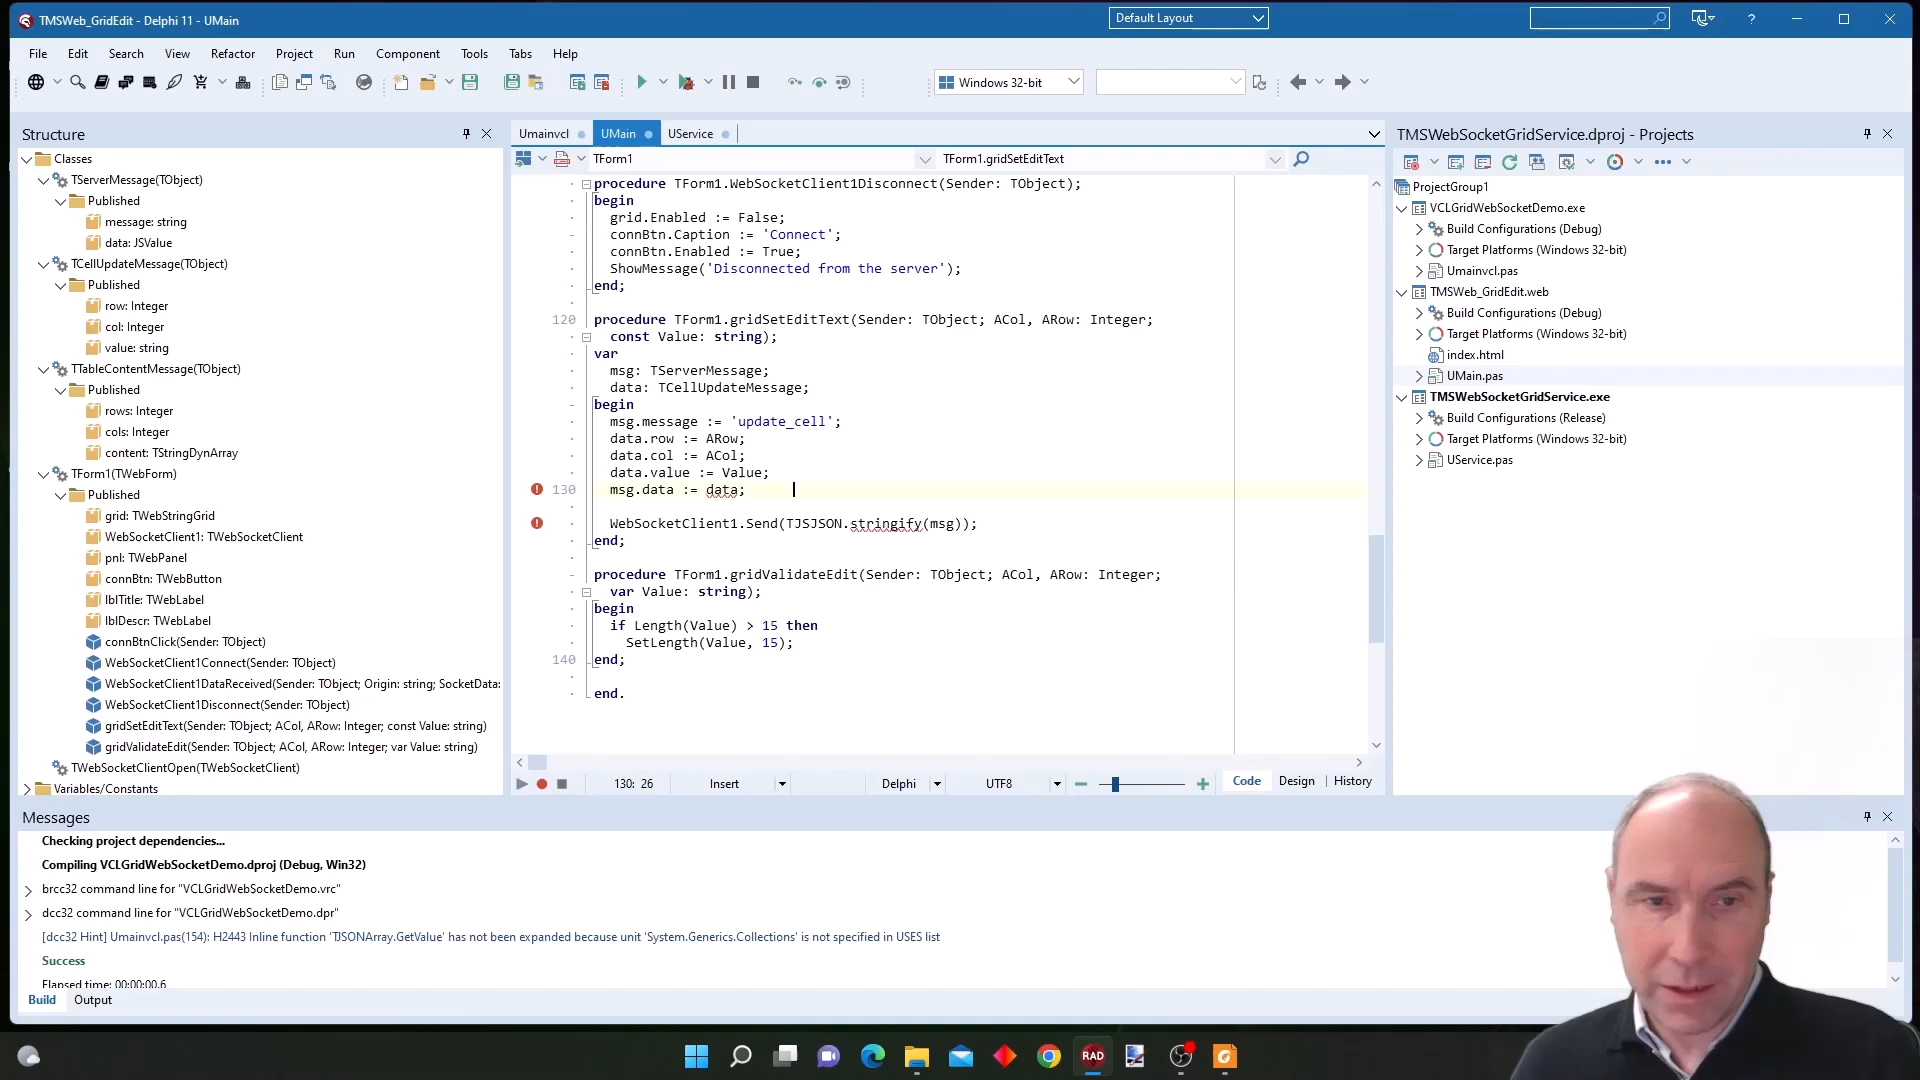 TMSWeb_GridEdit - Delphi 11 - UMain
Default Layout
?
File Edit Search View Refactor Project Run Component Tools Tabs Help
Windows 32-bit
Structure
Classes
TServerMessage(TObject)
Published
message: string
data: JSValue
TCellUpdateMessage(TObject)
Published
row: Integer
col: Integer
value: string
TTableContentMessage(TObject)
Published
rows: Integer
cols: Integer
content: TStringDynArray
TForm1(TWebForm)
Published
grid: TWebStringGrid
WebSocketClient1: TWebSocketClient
pnl: TWebPanel
connBtn: TWebButton
lblTitle: TWebLabel
lblDescr: TWebLabel
connBtnClick(Sender: TObject)
WebSocketClient1Connect(Sender: TObject)
WebSocketClient1DataReceived(Sender: TObject; Origin: string; SocketData:
WebSocketClient1Disconnect(Sender: TObject)
gridSetEditText(Sender: TObject; ACol, ARow: Integer; const Value: string)
gridValidateEdit(Sender: TObject; ACol, ARow: Integer; var Value: string)
TWebSocketClientOpen(TWebSocketClient)
Variables/Constants
Umainvcl UMain UService
TForm1 TForm1.gridSetEditText
procedure TForm1.WebSocketClient1Disconnect(Sender: TObject);
begin
grid.Enabled := False;
connBtn.Caption := 'Connect';
connBtn.Enabled := True;
ShowMessage('Disconnected from the server');
end;
120 procedure TForm1.gridSetEditText(Sender: TObject; ACol, ARow: Integer;
const Value: string);
var
msg: TServerMessage;
data: TCellUpdateMessage;
begin
msg.message := 'update_cell';
data.row := ARow;
data.col := ACol;
data.value := Value;
130 msg.data := data;
WebSocketClient1.Send(TJSJSON.stringify(msg));
end;
procedure TForm1.gridValidateEdit(Sender: TObject; ACol, ARow: Integer;
var Value: string);
begin
if Length(Value) > 15 then
SetLength(Value, 15);
140 end;
end.
130: 26 Insert Delphi UTF8 Code Design History
TMSWebSocketGridService.dproj - Projects
ProjectGroup1
VCLGridWebSocketDemo.exe
Build Configurations (Debug)
Target Platforms (Windows 32-bit)
Umainvcl.pas
TMSWeb_GridEdit.web
Build Configurations (Debug)
Target Platforms (Windows 32-bit)
index.html
UMain.pas
TMSWebSocketGridService.exe
Build Configurations (Release)
Target Platforms (Windows 32-bit)
UService.pas
Messages
Checking project dependencies...
Compiling VCLGridWebSocketDemo.dproj (Debug, Win32)
brcc32 command line for "VCLGridWebSocketDemo.vrc"
dcc32 command line for "VCLGridWebSocketDemo.dpr"
[dcc32 Hint] Umainvcl.pas(154): H2443 Inline function 'TJSONArray.GetValue' has not been expanded because unit 'System.Generics.Collections' is not specified in USES list
Success
Elapsed time: 00:00:00.6
Build Output
RAD